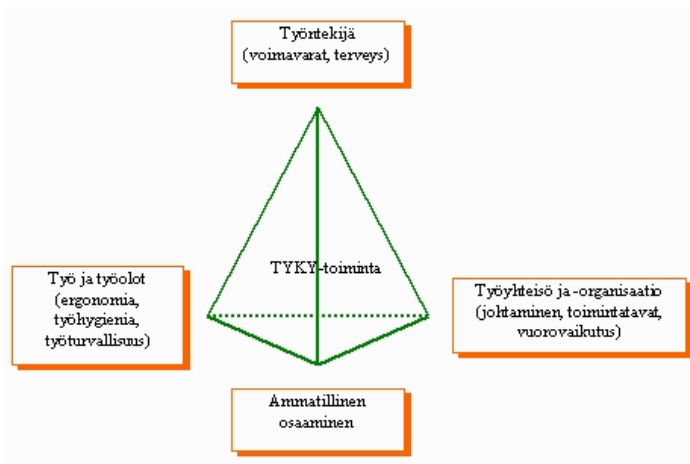 Työntekijä
(voimavarat, terveys)
TYKY-toiminta
Työ ja työolot
(ergonomia,
työhygienia,
työturvallisuus)
Työyhteisö ja -organisaatio
(johtaminen, toimintatavat,
vuorovaikutus)
Ammatillinen
osaaminen